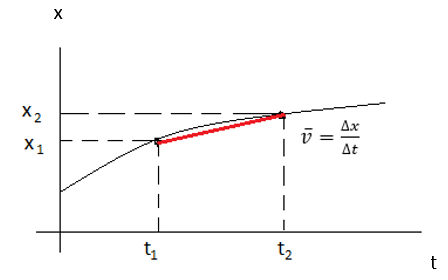 x
x₂
x₁
v̄ = Δx/Δt
t₁
t₂
t